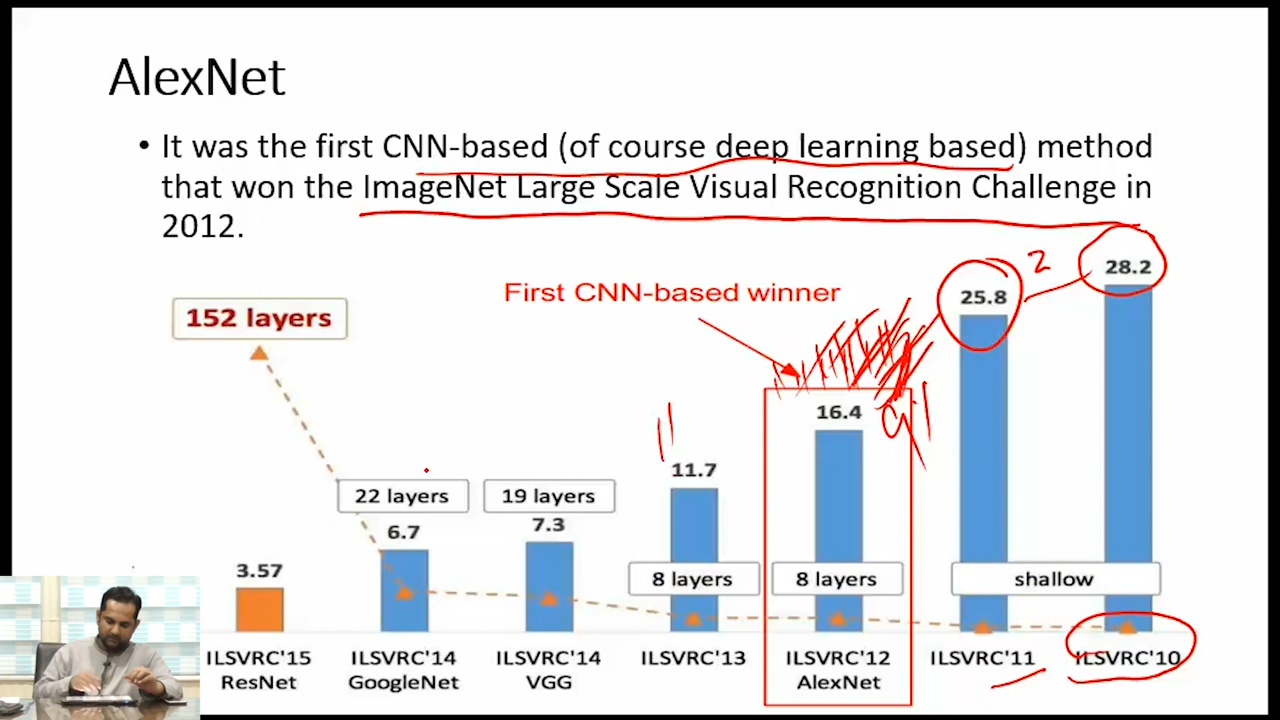 AlexNet
• It was the first CNN-based (of course deep learning based) method
that won the ImageNet Large Scale Visual Recognition Challenge in
2012.
2
28.2
First CNN-based winner
25.8
152 layers
16.4
11.7
22 layers
19 layers
6.7
7.3
3.57
8 layers
8 layers
shallow
ILSVRC'15
ResNet
ILSVRC'14
GoogleNet
ILSVRC'14
VGG
ILSVRC'13
ILSVRC'12
AlexNet
ILSVRC'11
ILSVRC'10